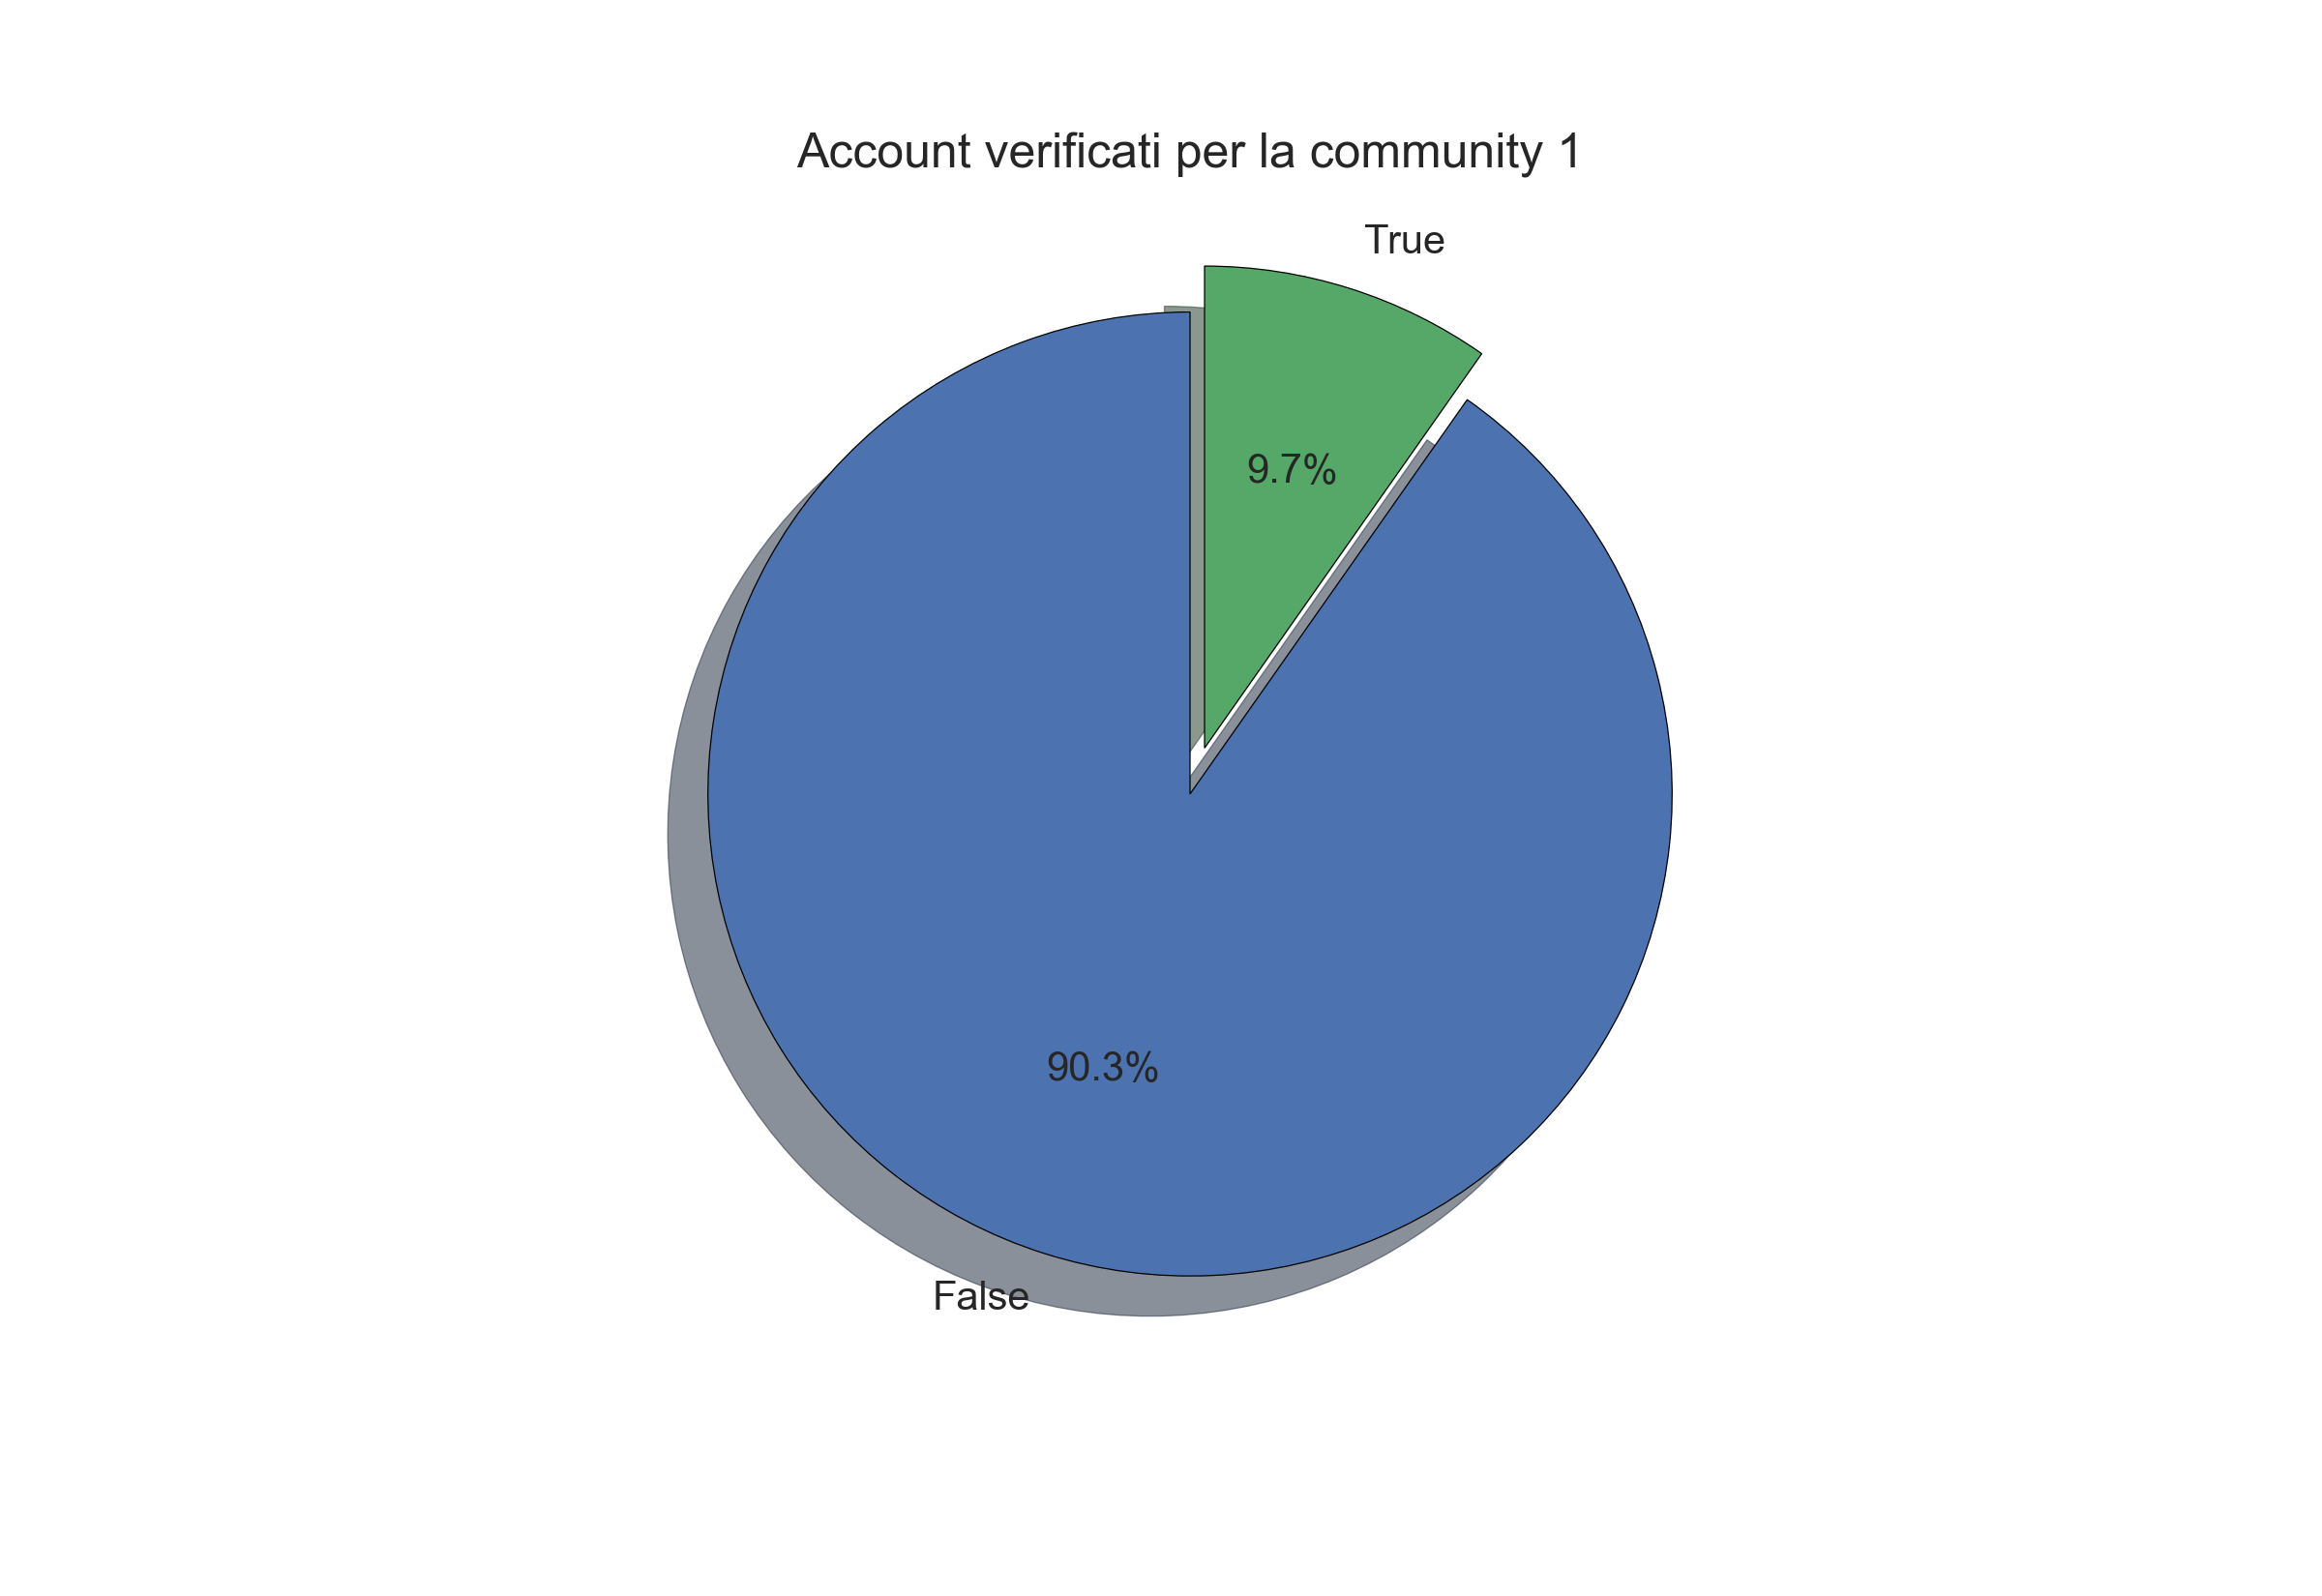 Account verificati per la community 1
True
9.7%
90.3%
False